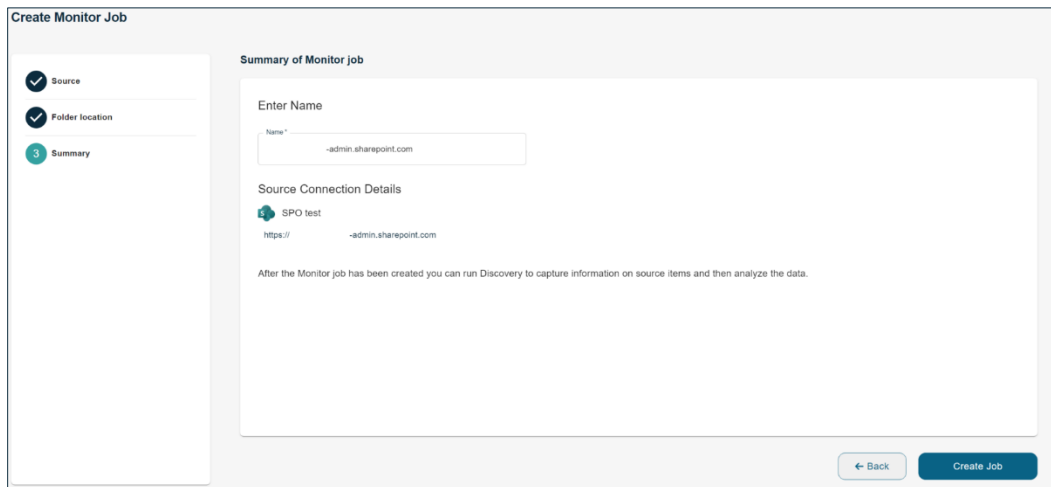 Create Monitor Job
Source
Folder location
3 Summary
Summary of Monitor job
Enter Name
Name*
-admin.sharepoint.com
Source Connection Details
S SPO test
https:// -admin.sharepoint.com
After the Monitor job has been created you can run Discovery to capture information on source items and then analyze the data.
← Back
Create Job